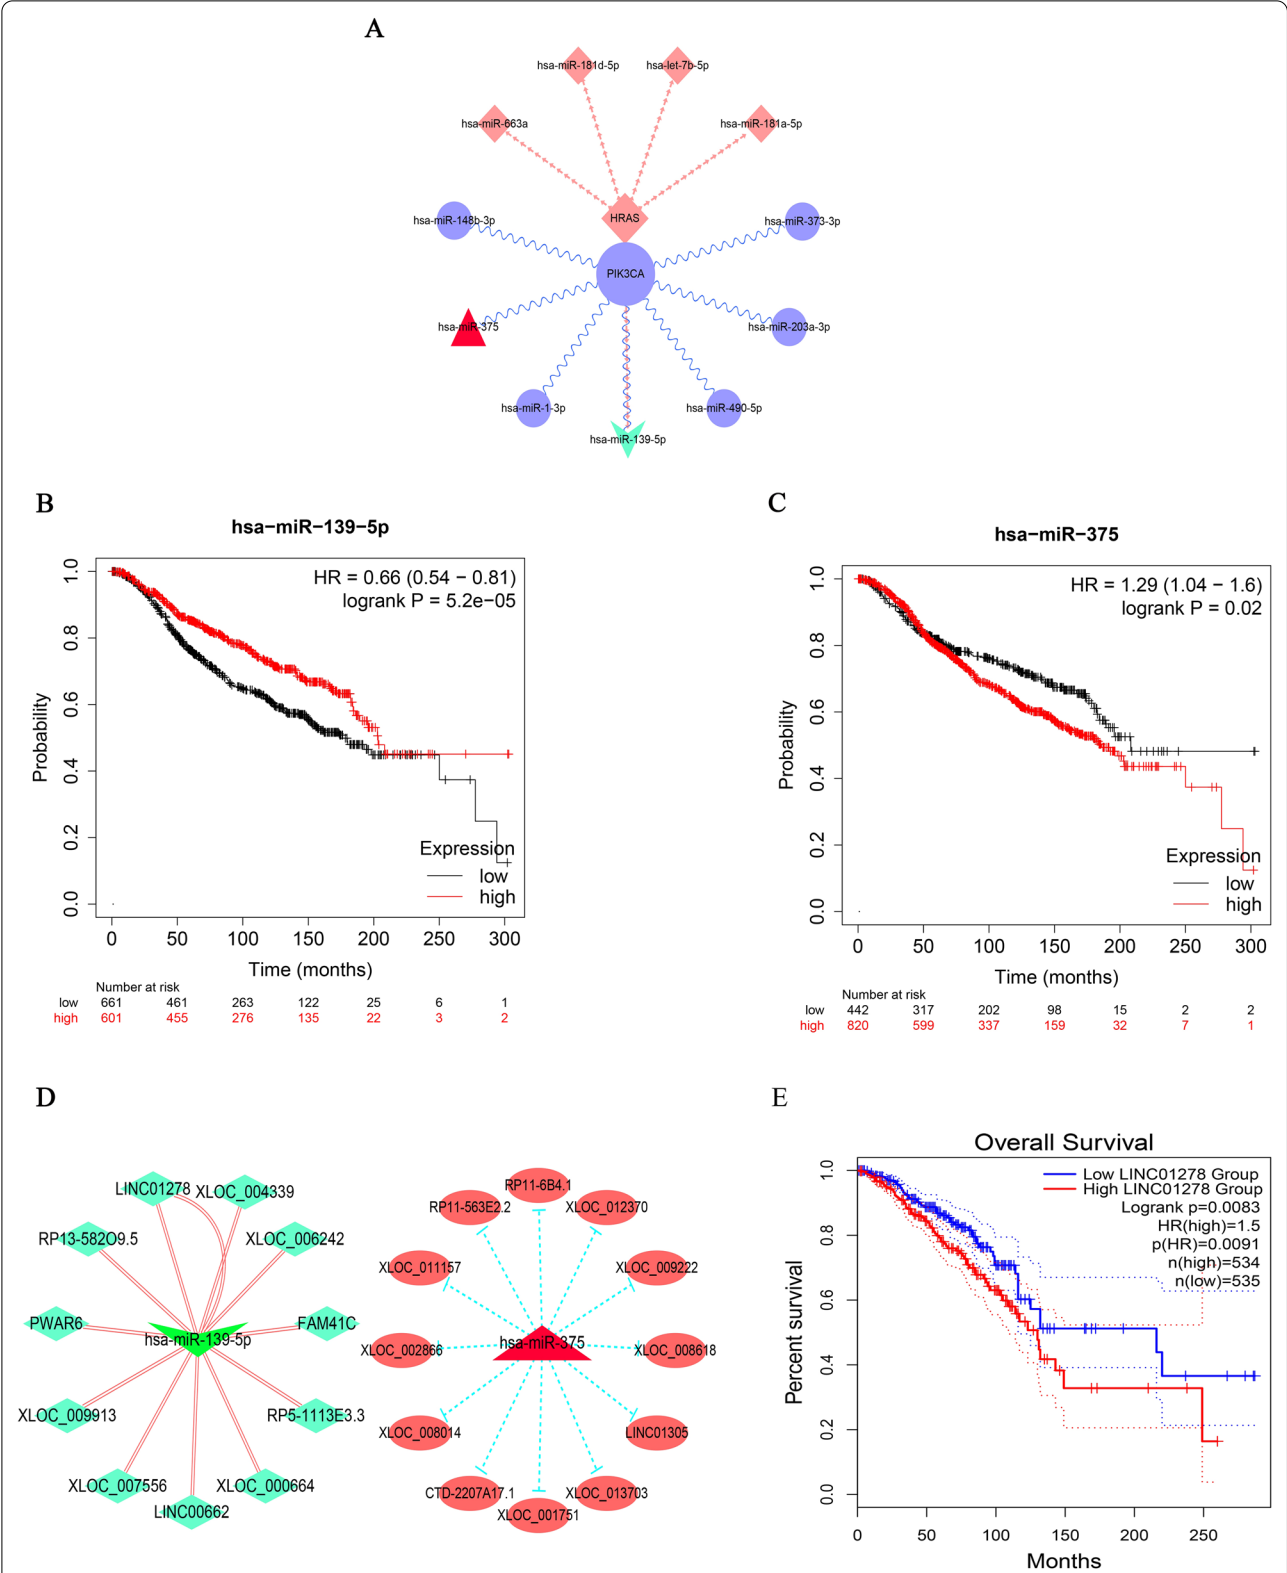 A
hsa-miR-181d-5p
hsa-let-7b-5p
hsa-miR-663a
hsa-miR-181a-5p
HRAS
hsa-miR-148b-3p
hsa-miR-373-3p
PIK3CA
hsa-miR-375
hsa-miR-203a-3p
hsa-miR-1-3p
hsa-miR-490-5p
hsa-miR-139-5p
B
hsa−miR−139−5p
HR = 0.66 (0.54 − 0.81)
logrank P = 5.2e−05
Probability
1.0
0.8
0.6
0.4
0.2
0.0
Expression
low
high
0 50 100 150 200 250 300
Time (months)
Number at risk
low 661 461 263 122 25 6 1
high 601 455 276 135 22 3 2
C
hsa−miR−375
HR = 1.29 (1.04 − 1.6)
logrank P = 0.02
Probability
1.0
0.8
0.6
0.4
0.2
0.0
Expression
low
high
0 50 100 150 200 250 300
Time (months)
Number at risk
low 442 317 202 98 15 2 2
high 820 599 337 159 32 7 1
D
LINC01278
XLOC_004339
RP13-582O9.5
XLOC_006242
PWAR6
FAM41C
hsa-miR-139-5p
XLOC_009913
RP5-1113E3.3
XLOC_007556
XLOC_000664
LINC00662
RP11-6B4.1
RP11-563E2.2
XLOC_012370
XLOC_011157
XLOC_009222
XLOC_002866
hsa-miR-375
XLOC_008618
XLOC_008014
LINC01305
CTD-2207A17.1
XLOC_013703
XLOC_001751
E
Overall Survival
Low LINC01278 Group
High LINC01278 Group
Logrank p=0.0083
HR(high)=1.5
p(HR)=0.0091
n(high)=534
n(low)=535
Percent survival
1.0
0.8
0.6
0.4
0.2
0.0
0 50 100 150 200 250
Months